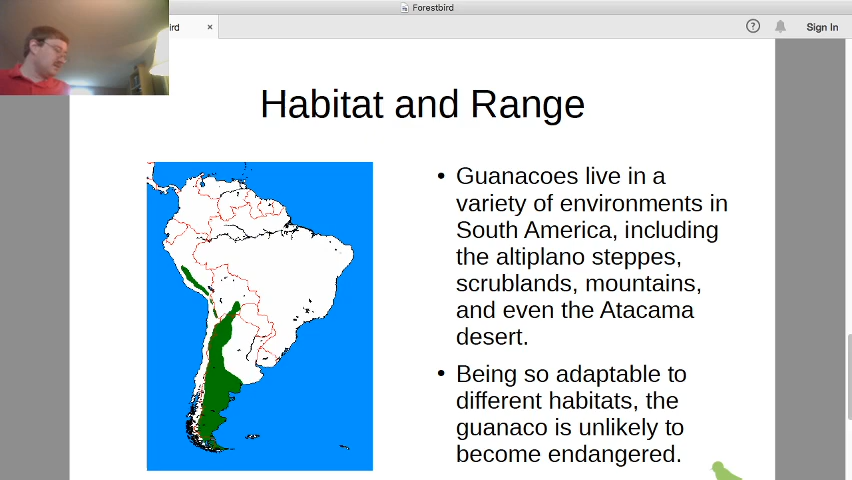 Forestbird
ird ×
? Sign In
Habitat and Range
• Guanacoes live in a
variety of environments in
South America, including
the altiplano steppes,
scrublands, mountains,
and even the Atacama
desert.
• Being so adaptable to
different habitats, the
guanaco is unlikely to
become endangered.